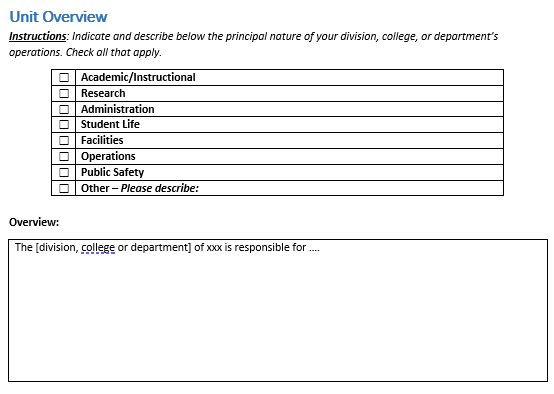 Unit Overview
Instructions: Indicate and describe below the principal nature of your division, college, or department's
operations. Check all that apply.
☐ Academic/Instructional
☐ Research
☐ Administration
☐ Student Life
☐ Facilities
☐ Operations
☐ Public Safety
☐ Other – Please describe:
Overview:
The [division, college or department] of xxx is responsible for ....